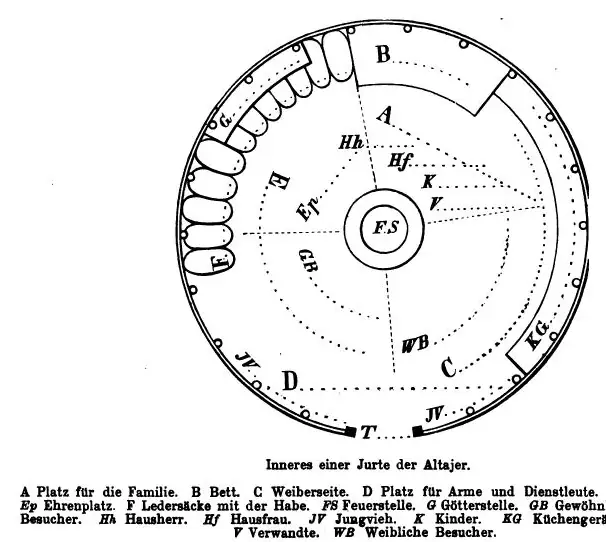 B
A
G
Hh
Hf
K
V
E
Ep
FS
F
GB
WB
KG
C
JV
D
JV
T
Inneres einer Jurte der Altajer.
A Platz für die Familie. B Bett. C Weiberseite. D Platz für Arme und Dienstleute.
Ep Ehrenplatz. F Ledersäcke mit der Habe. FS Feuerstelle. G Götterstelle. GB Gewöhn
Besucher. Hh Hausherr. Hf Hausfrau. JV Jungvieh. K Kinder. KG Küchengerä
V Verwandte. WB Weibliche Besucher.